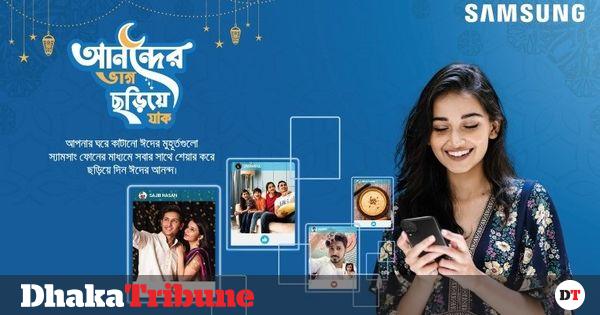 SAMSUNG
আনন্দের
ভাগ
ছড়িয়ে
যাক
আপনার ঘরে কাটানো ঈদের মুহূর্তগুলো
স্যামসাং ফোনের মাধ্যমে সবার সাথে শেয়ার করে
ছড়িয়ে দিন ঈদের আনন্দ।
SAJIB HASAN
DhakaTribune
DT